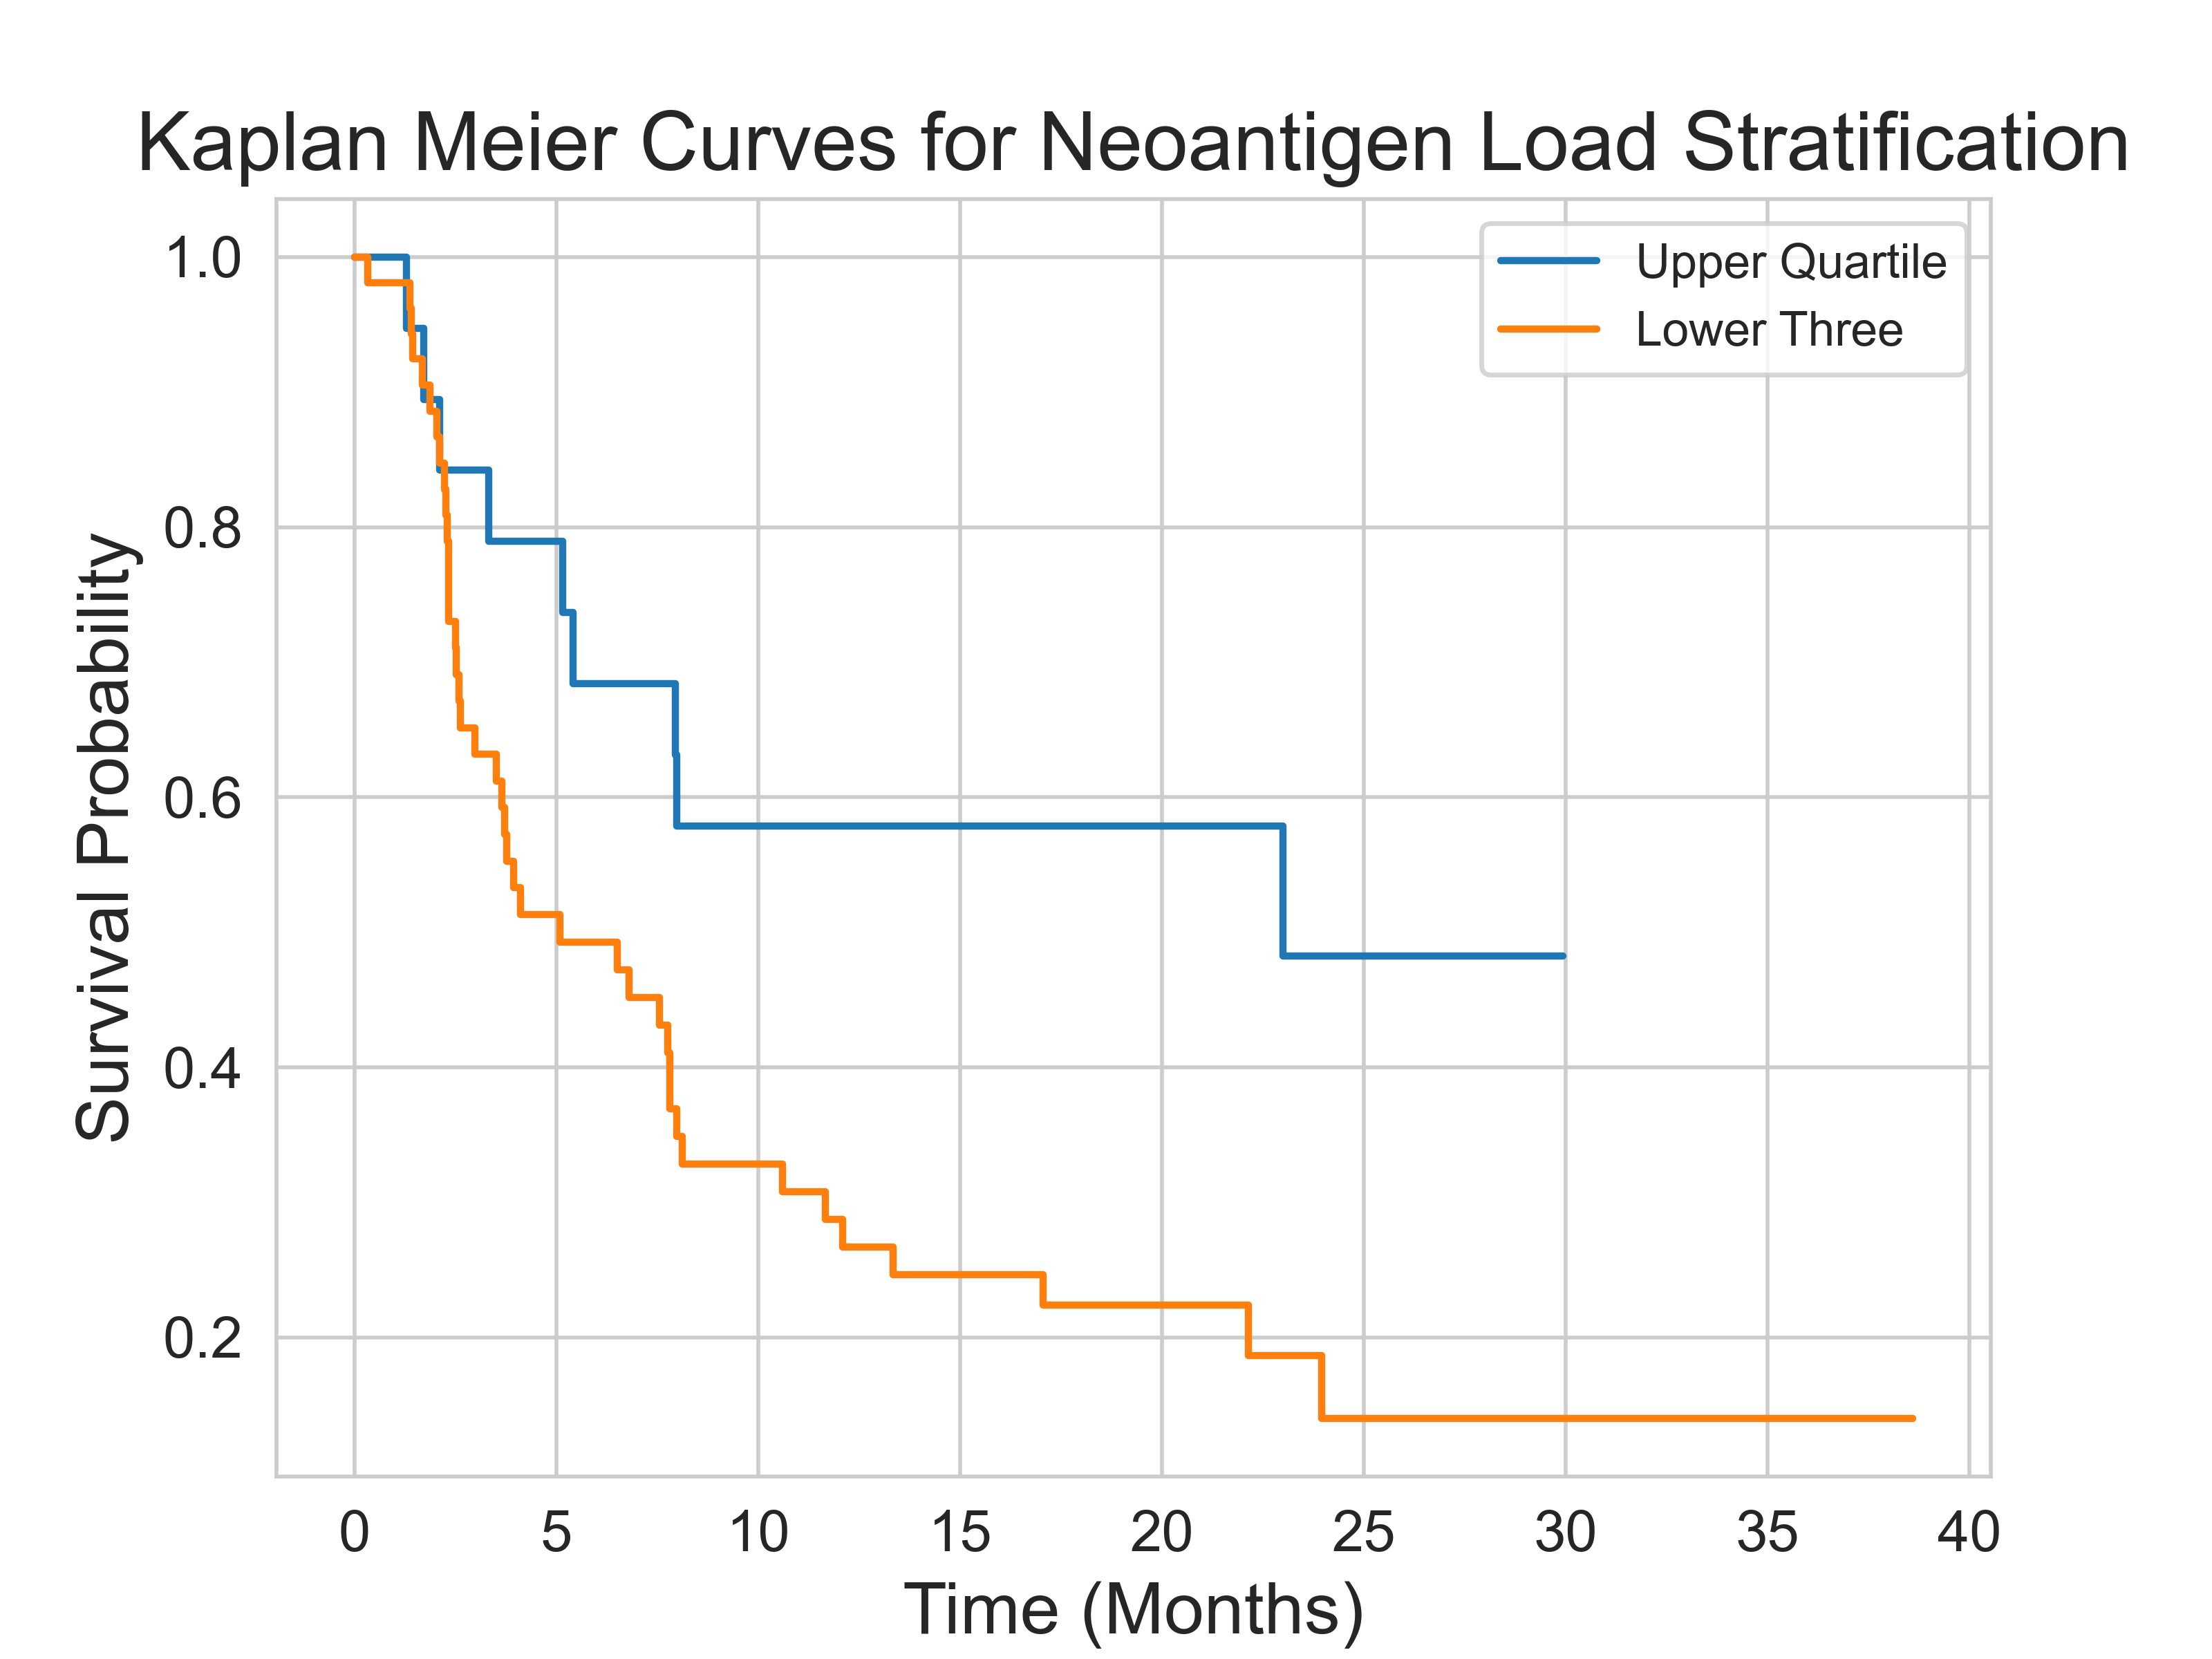 Kaplan Meier Curves for Neoantigen Load Stratification
Upper Quartile
Lower Three
Survival Probability
1.0
0.8
0.6
0.4
0.2
0 5 10 15 20 25 30 35 40
Time (Months)